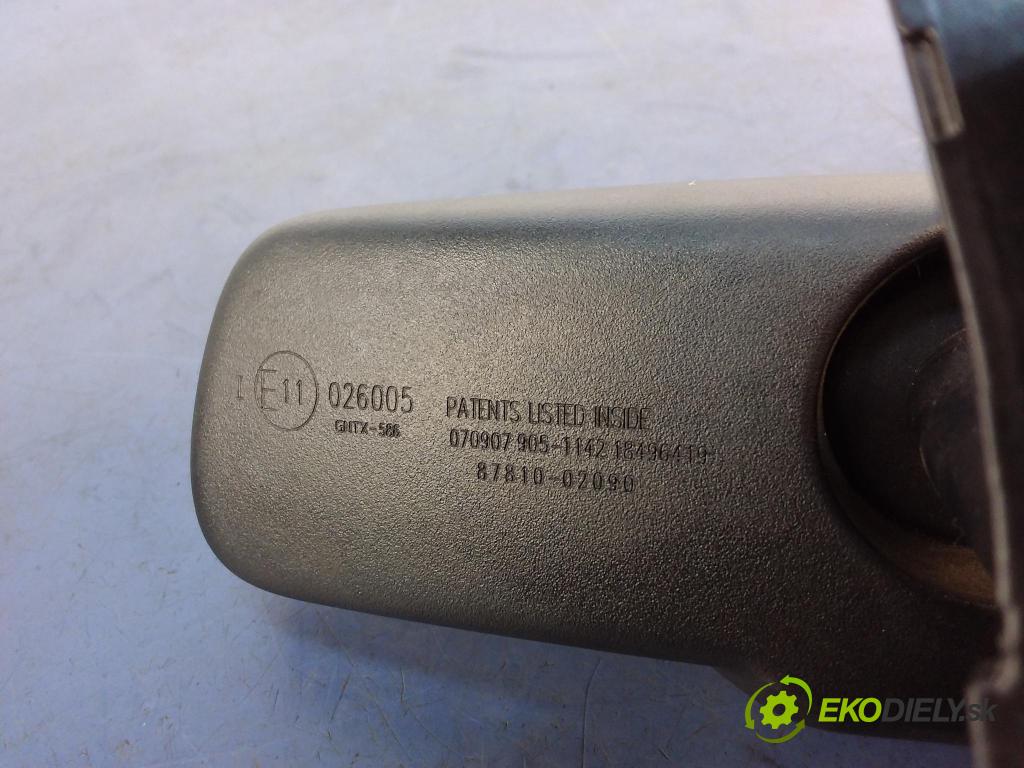 I E11 026005
GNTX-586
PATENTS LISTED INSIDE
070907 905-1142 18496419
87810-02090
EKODIELY.sk